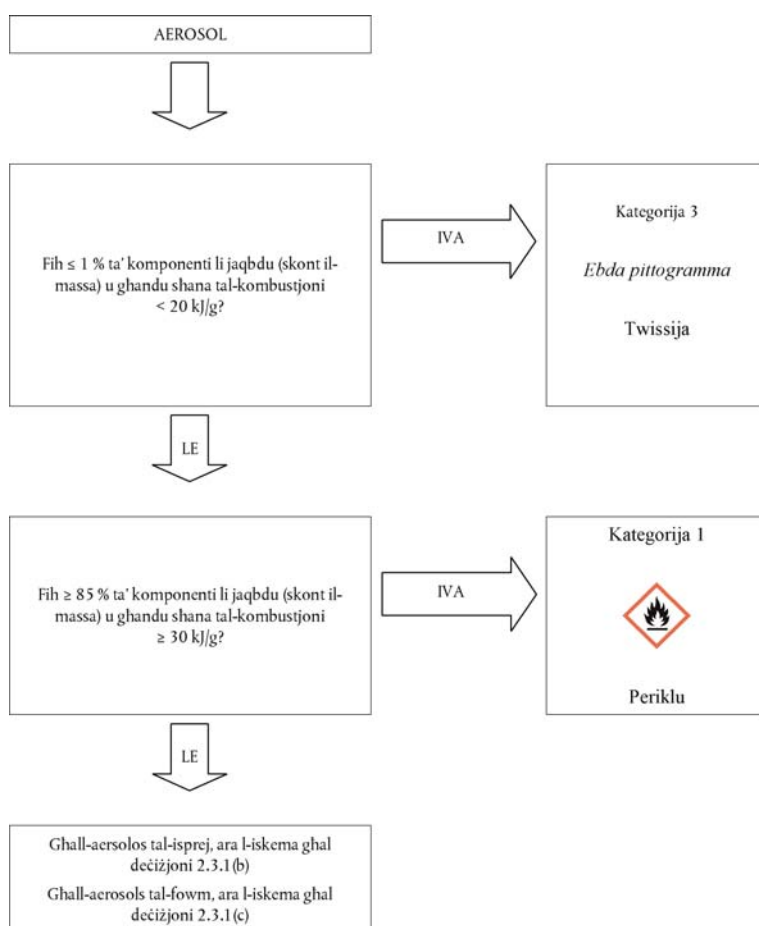 AEROSOL
Fih ≤ 1 % ta' komponenti li jaqbdu (skont il-
massa) u għandu sħana tal-kombustjoni
< 20 kJ/g?
IVA
Kategorija 3
Ebda pittogramma
Twissija
LE
Fih ≥ 85 % ta' komponenti li jaqbdu (skont il-
massa) u għandu sħana tal-kombustjoni
≥ 30 kJ/g?
IVA
Kategorija 1
Periklu
LE
Għall-aersolos tal-isprej, ara l-iskema għal
deċiżjoni 2.3.1(b)
Għall-aerosols tal-fowm, ara l-iskema għal
deċiżjoni 2.3.1(c)